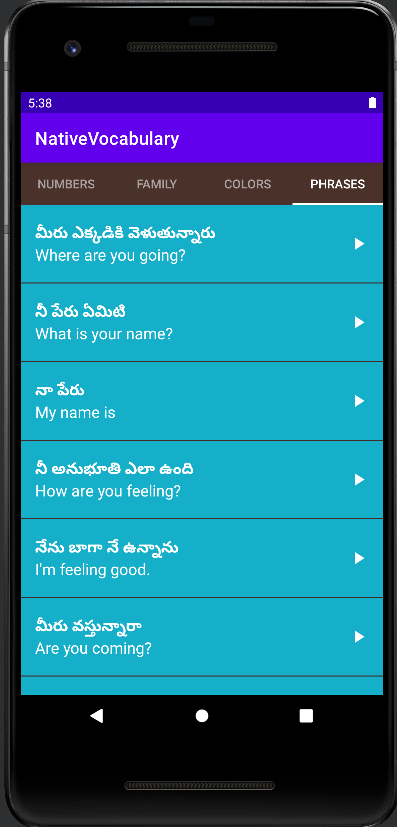 5:38
NativeVocabulary
NUMBERS FAMILY COLORS PHRASES
మీరు ఎక్కడికి వెళుతున్నారు
Where are you going?
నీ పేరు ఏమిటి
What is your name?
నా పేరు
My name is
నీ అనుభూతి ఎలా ఉంది
How are you feeling?
నేను బాగా నే ఉన్నాను
I'm feeling good.
మీరు వస్తున్నారా
Are you coming?